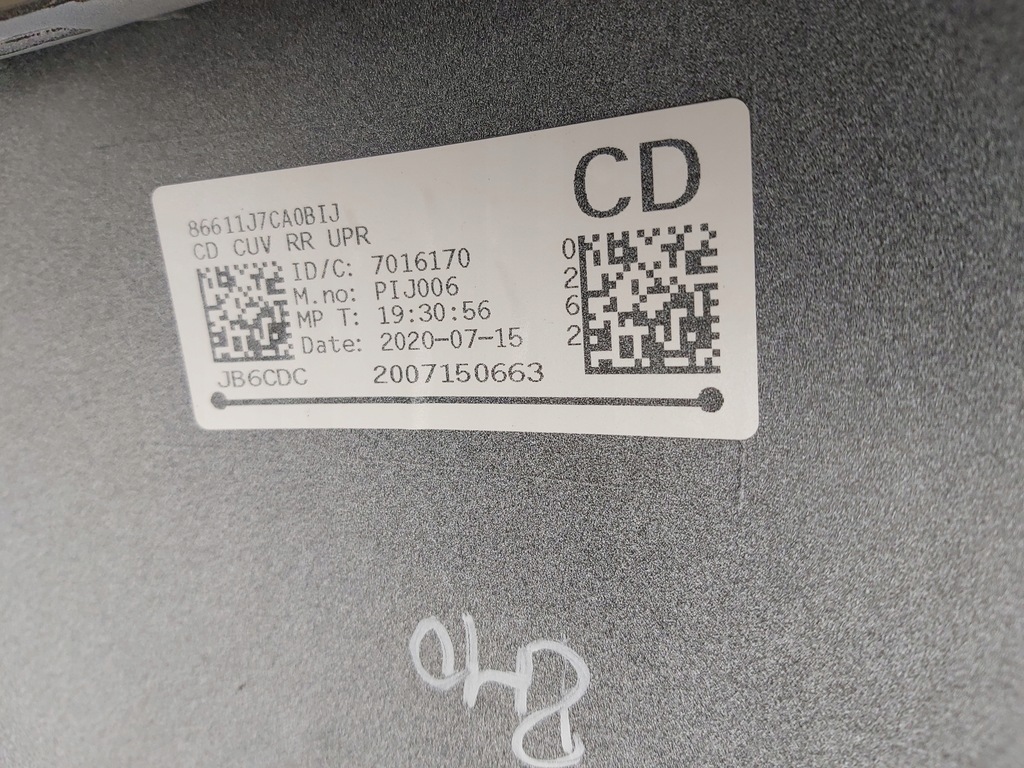 CD
86611J7CA0BIJ
CD CUV RR UPR
ID/C: 7016170
M.no: PIJ006
MP T: 19:30:56
Date: 2020-07-15
JB6CDC 2007150663
0
2
6
2